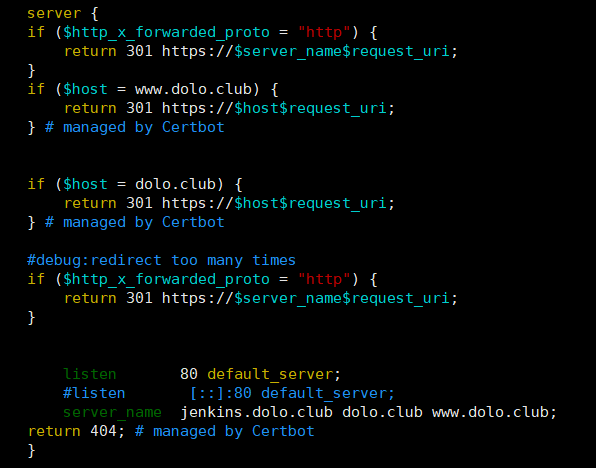 server {
if ($http_x_forwarded_proto = "http") {
    return 301 https://$server_name$request_uri;
}
if ($host = www.dolo.club) {
    return 301 https://$host$request_uri;
} # managed by Certbot
if ($host = dolo.club) {
    return 301 https://$host$request_uri;
} # managed by Certbot
#debug:redirect too many times
if ($http_x_forwarded_proto = "http") {
    return 301 https://$server_name$request_uri;
}
    listen       80 default_server;
    #listen       [::]:80 default_server;
    server_name  jenkins.dolo.club dolo.club www.dolo.club;
return 404; # managed by Certbot
}